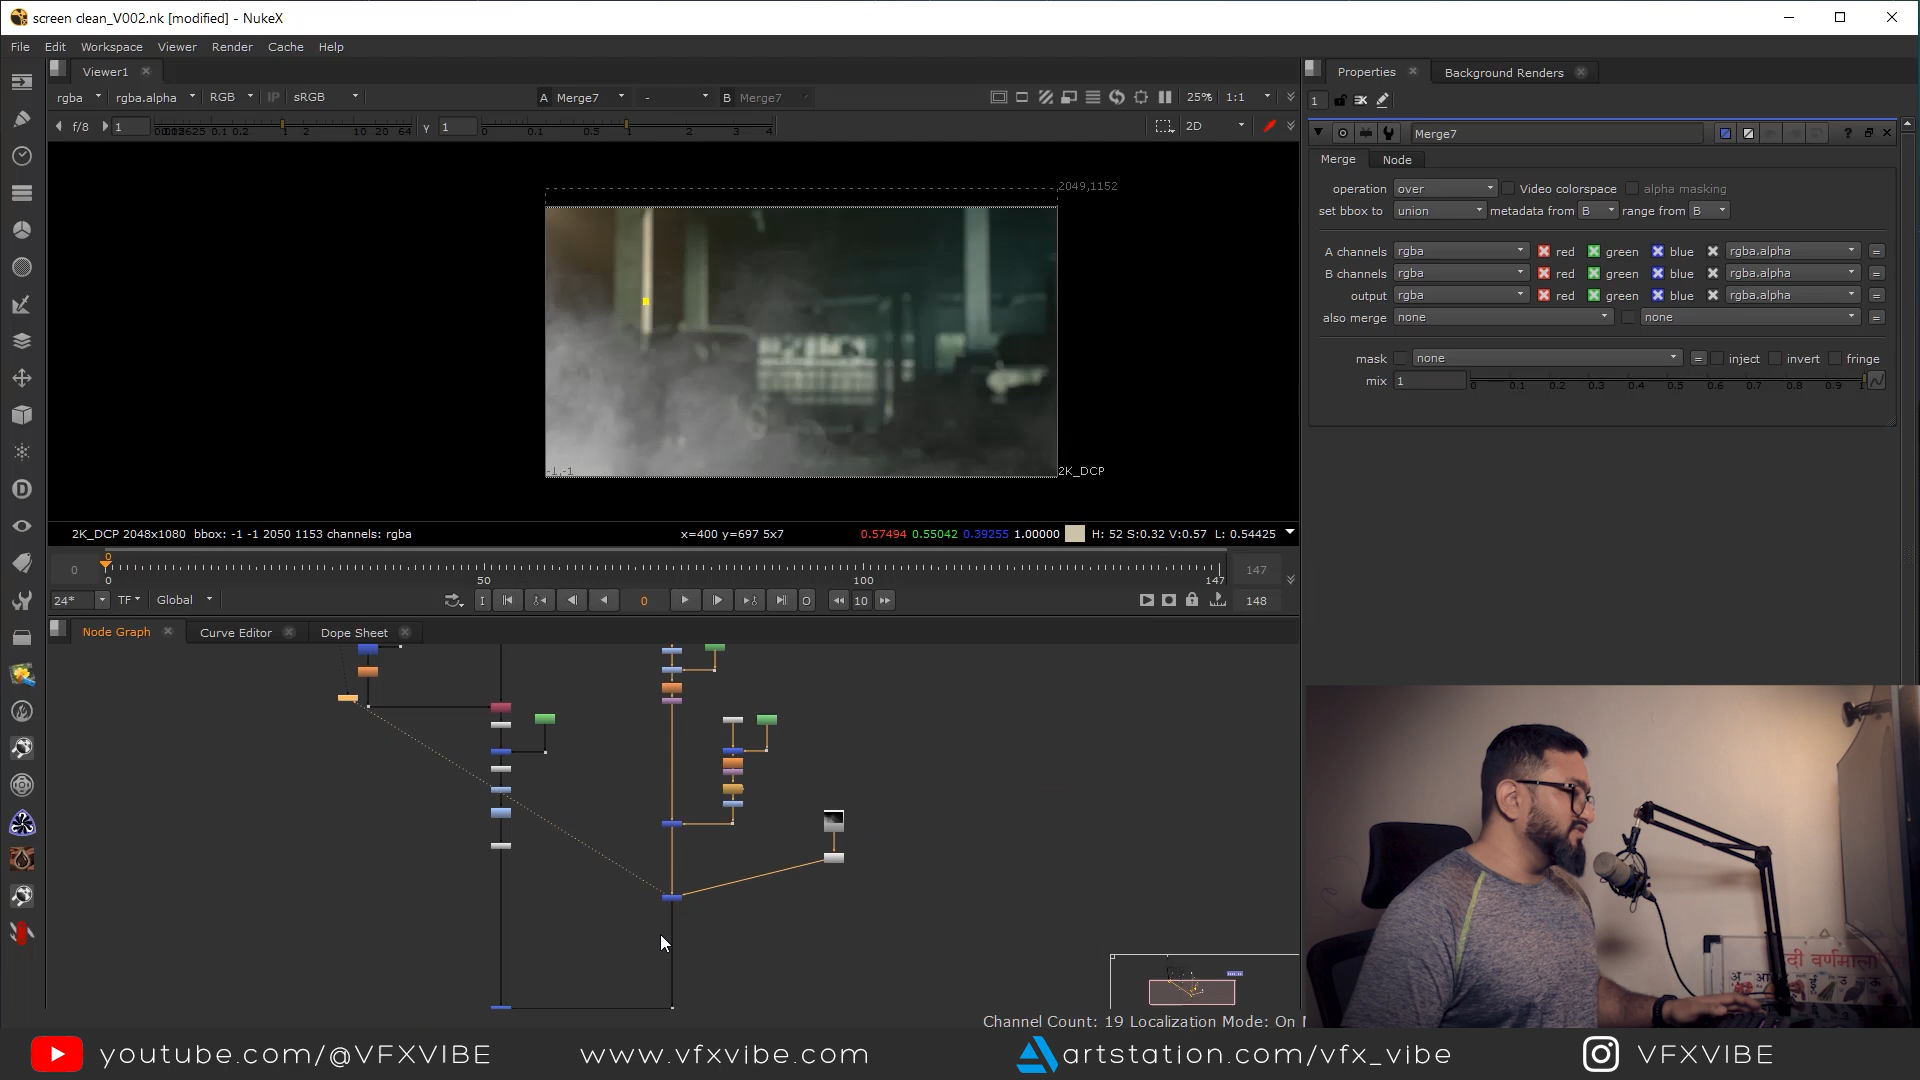 screen clean_V002.nk [modified] - NukeX
File Edit Workspace Viewer Render Cache Help
Viewer1
Properties
Background Renders
rgba rgba.alpha RGB IP sRGB A Merge7 - B Merge7 25% 1:1
1
f/8 1 1 2 10 20 64 γ 1 0 0.1 0.5 1 2 3 4 2D
Merge7
Merge Node
operation over Video colorspace alpha masking
set bbox to union metadata from B range from B
A channels rgba red green blue rgba.alpha =
B channels rgba red green blue rgba.alpha =
output rgba red green blue rgba.alpha =
also merge none none =
mask none = inject invert fringe
mix 1 0 0.1 0.2 0.3 0.4 0.5 0.6 0.7 0.8 0.9 1
2049,1152
-1,-1
2K_DCP
2K_DCP 2048x1080 bbox: -1 -1 2050 1153 channels: rgba x=400 y=697 5x7 0.57494 0.55042 0.39255 1.00000 H: 52 S:0.32 V:0.57 L: 0.54425
0
0 0 50 100 147 147
24* TF Global I 0 O 10 148
Node Graph Curve Editor Dope Sheet
Channel Count: 19 Localization Mode: On
दी वर्णमाला
youtube.com/@VFXVIBE www.vfxvibe.com artstation.com/vfx_vibe VFXVIBE